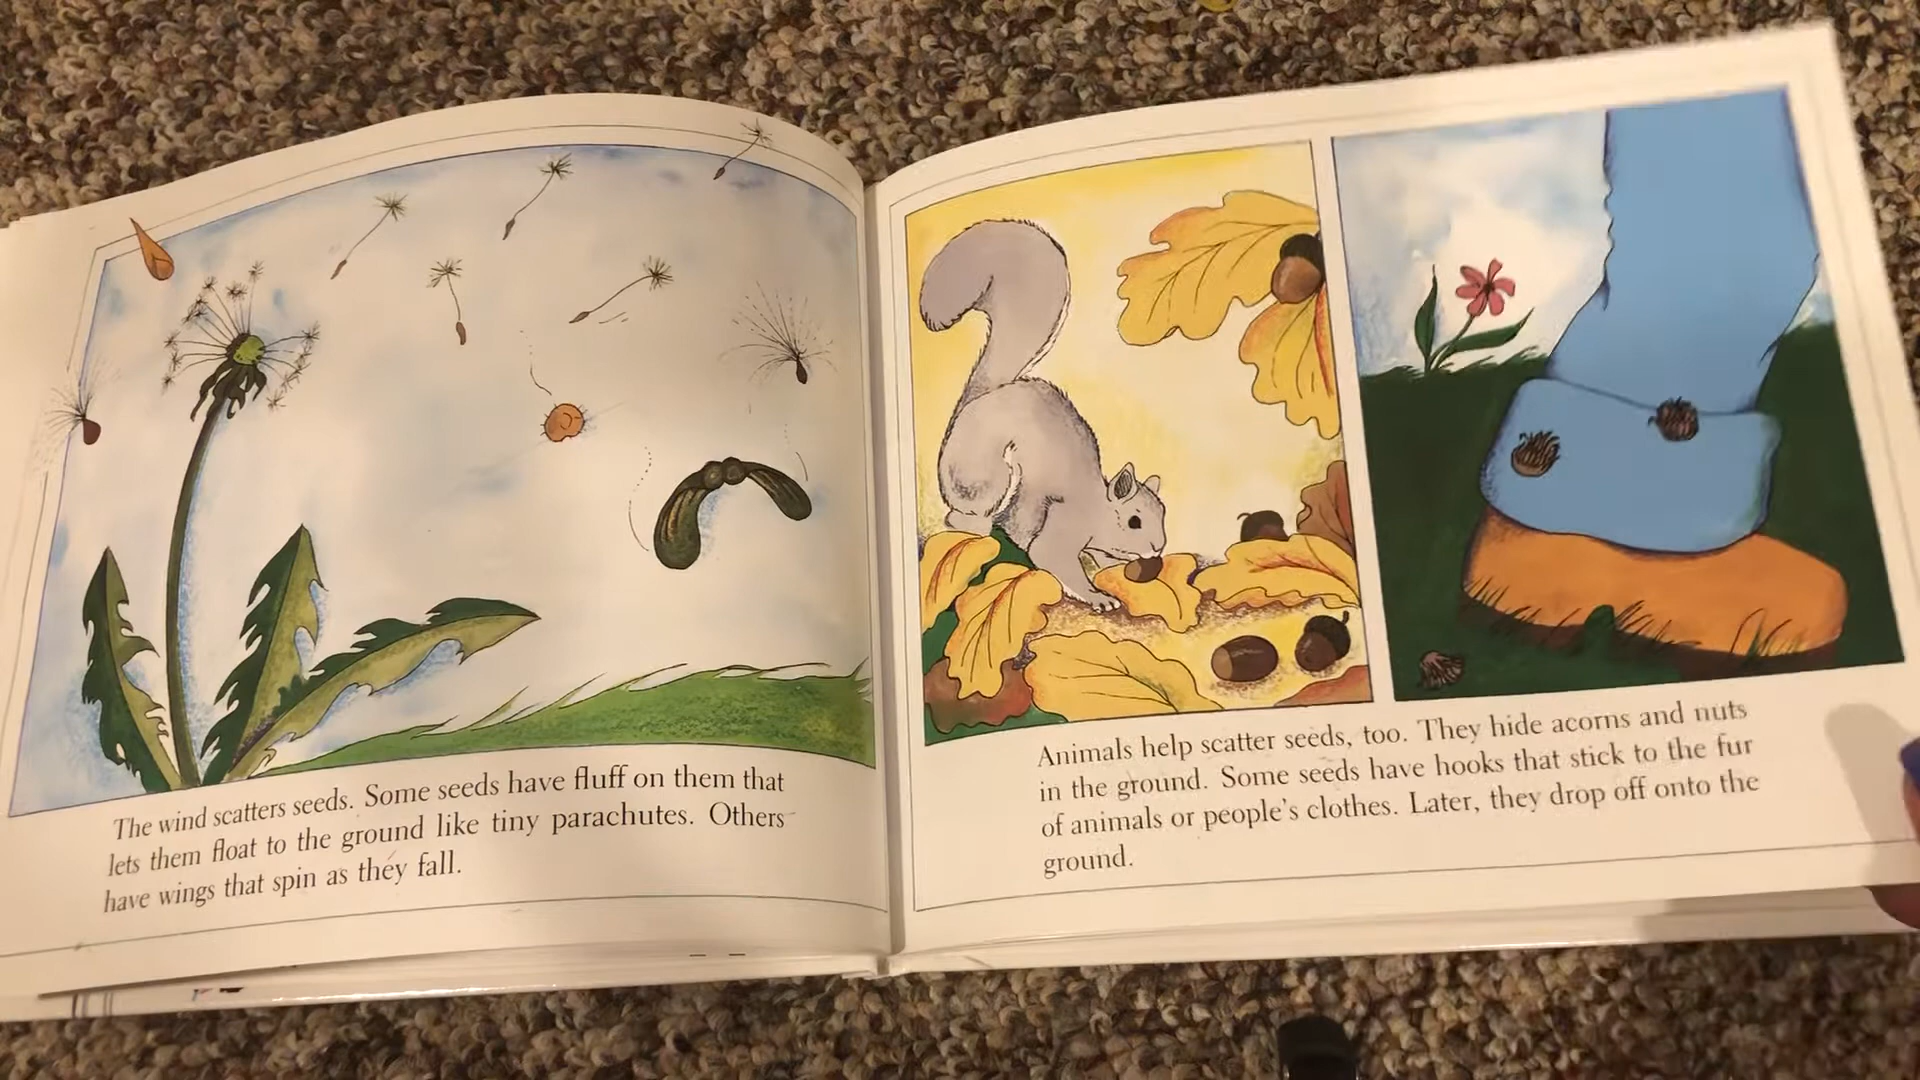 The wind scatters seeds. Some seeds have fluff on them that
lets them float to the ground like tiny parachutes. Others
have wings that spin as they fall.
Animals help scatter seeds, too. They hide acorns and nuts
in the ground. Some seeds have hooks that stick to the fur
of animals or people's clothes. Later, they drop off onto the
ground.